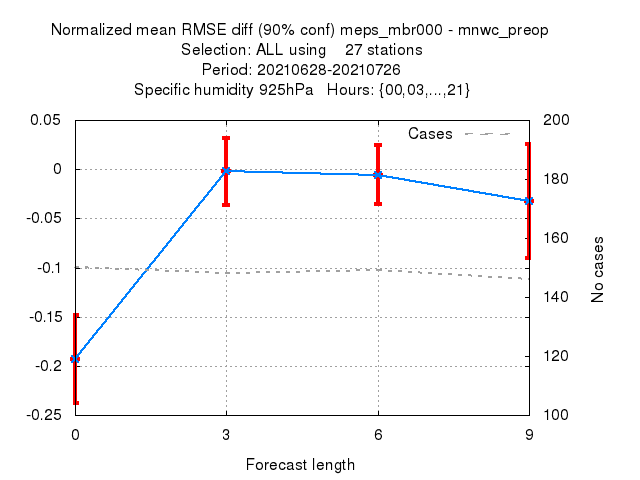 Normalized mean RMSE diff (90% conf) meps_mbr000 - mnwc_preop
Selection: ALL using 27 stations
Period: 20210628-20210726
Specific humidity 925hPa Hours: {00,03,...,21}
Cases
0.05
0
-0.05
-0.1
-0.15
-0.2
-0.25
200
180
160
140
120
100
No cases
0 3 6 9
Forecast length